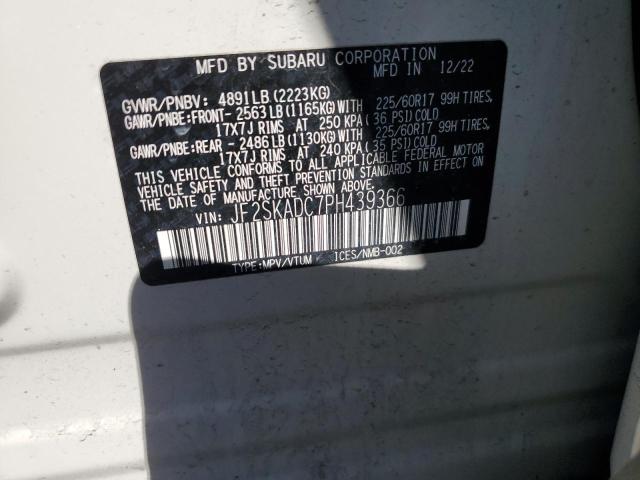 MFD BY SUBARU CORPORATION
MFD IN 12/22
GVWR/PNBV: 4891LB(2223KG)
GAWR/PNBE:FRONT- 2563LB(1165KG)WITH 225/60R17 99H TIRES,
17X7J RIMS AT 250 KPA(36 PSI)COLD
GAWR/PNBE:REAR - 2486LB(1130KG)WITH 225/60R17 99H TIRES,
17X7J RIMS AT 240 KPA(35 PSI)COLD
THIS VEHICLE CONFORMS TO ALL APPLICABLE FEDERAL MOTOR
VEHICLE SAFETY AND THEFT PREVENTION STANDARDS IN EFFECT ON
THE DATE OF MANUFACTURE SHOWN ABOVE.
VIN: JF2SKADC7PH439366
TYPE:MPV/VTUM ICES/NMB-002